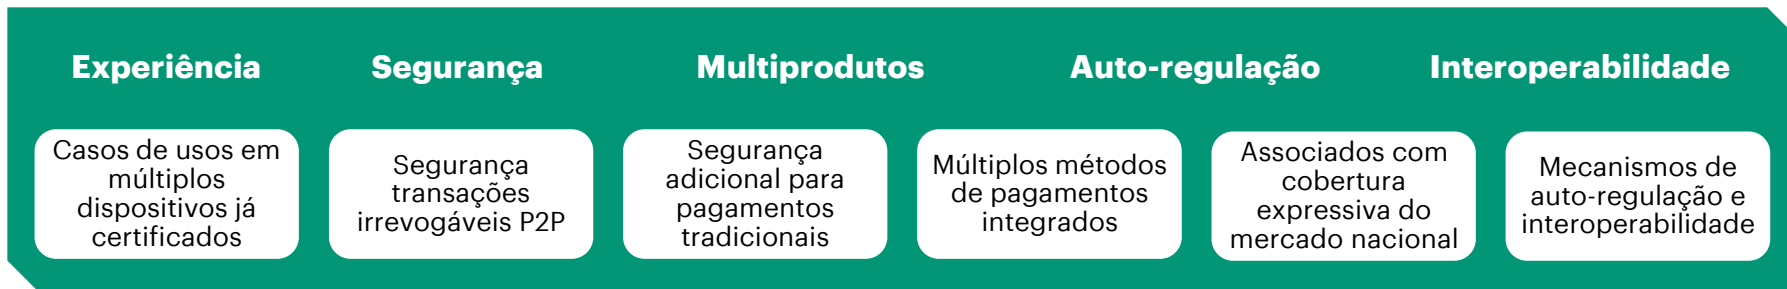 Experiência
Segurança
Multiprodutos
Auto-regulação
Interoperabilidade
Casos de usos em
múltiplos
dispositivos já
certificados
Segurança
transações
irrevogáveis P2P
Segurança
adicional para
pagamentos
tradicionais
Múltiplos métodos
de pagamentos
integrados
Associados com
cobertura
expressiva do
mercado nacional
Mecanismos de
auto-regulação e
interoperabilidade